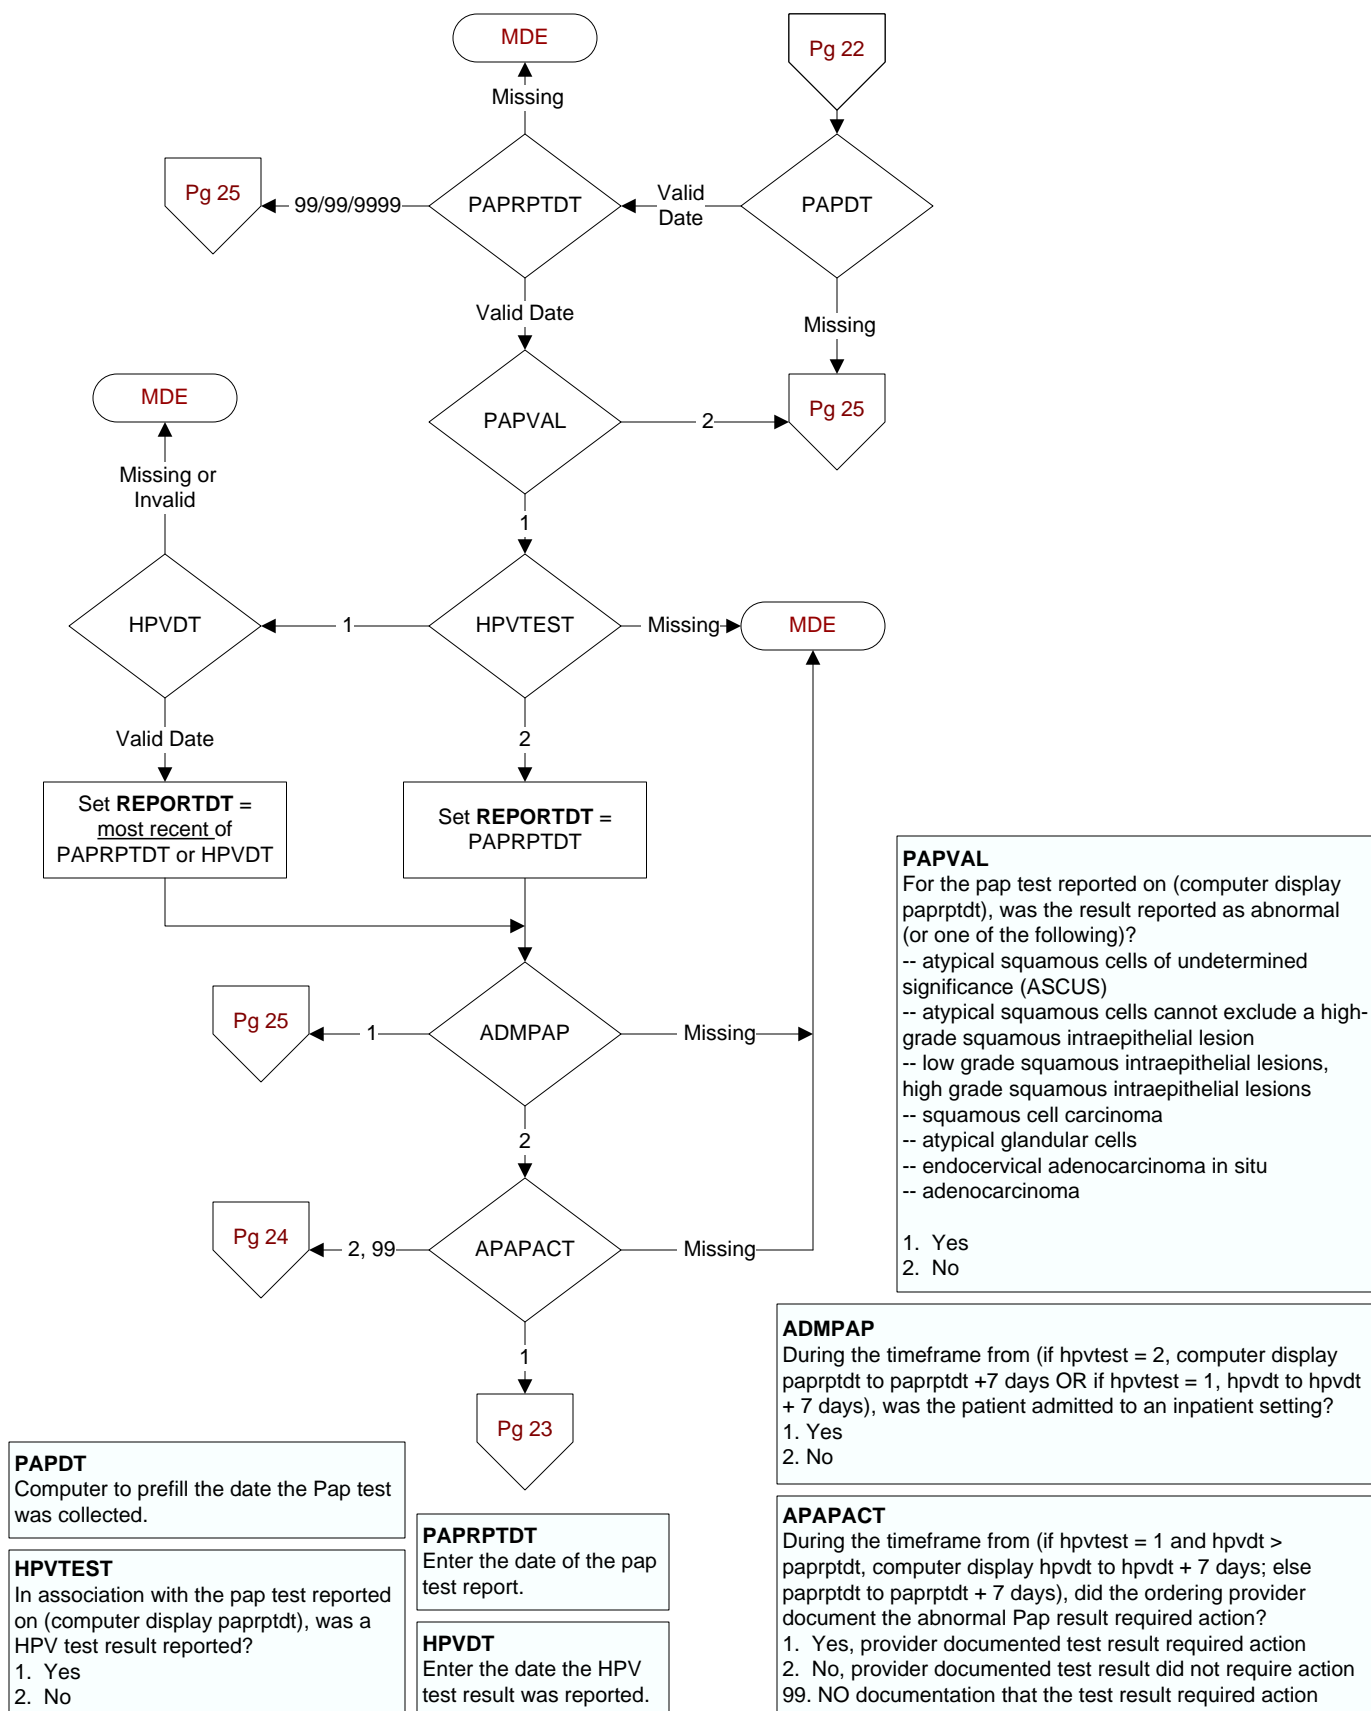 MDE
Pg 22
Missing
Pg 25
99/99/9999
PAPRPTDT
Valid
Date
PAPDT
Valid Date
Missing
MDE
PAPVAL
2
Pg 25
Missing or
Invalid
1
HPVDT
1
HPVTEST
Missing
MDE
Valid Date
2
Set REPORTDT =
most recent of
PAPRPTDT or HPVDT
Set REPORTDT =
PAPRPTDT
Pg 25
1
ADMPAP
Missing
2
Pg 24
2, 99
APAPACT
Missing
1
Pg 23
PAPVAL
For the pap test reported on (computer display
paprptdt), was the result reported as abnormal
(or one of the following)?
-- atypical squamous cells of undetermined
significance (ASCUS)
-- atypical squamous cells cannot exclude a high-
grade squamous intraepithelial lesion
-- low grade squamous intraepithelial lesions,
high grade squamous intraepithelial lesions
-- squamous cell carcinoma
-- atypical glandular cells
-- endocervical adenocarcinoma in situ
-- adenocarcinoma
1. Yes
2. No
ADMPAP
During the timeframe from (if hpvtest = 2, computer display
paprptdt to paprptdt +7 days OR if hpvtest = 1, hpvdt to hpvdt
+ 7 days), was the patient admitted to an inpatient setting?
1. Yes
2. No
PAPDT
Computer to prefill the date the Pap test
was collected.
HPVTEST
In association with the pap test reported
on (computer display paprptdt), was a
HPV test result reported?
1. Yes
2. No
PAPRPTDT
Enter the date of the pap
test report.
HPVDT
Enter the date the HPV
test result was reported.
APAPACT
During the timeframe from (if hpvtest = 1 and hpvdt >
paprptdt, computer display hpvdt to hpvdt + 7 days; else
paprptdt to paprptdt + 7 days), did the ordering provider
document the abnormal Pap result required action?
1. Yes, provider documented test result required action
2. No, provider documented test result did not require action
99. NO documentation that the test result required action